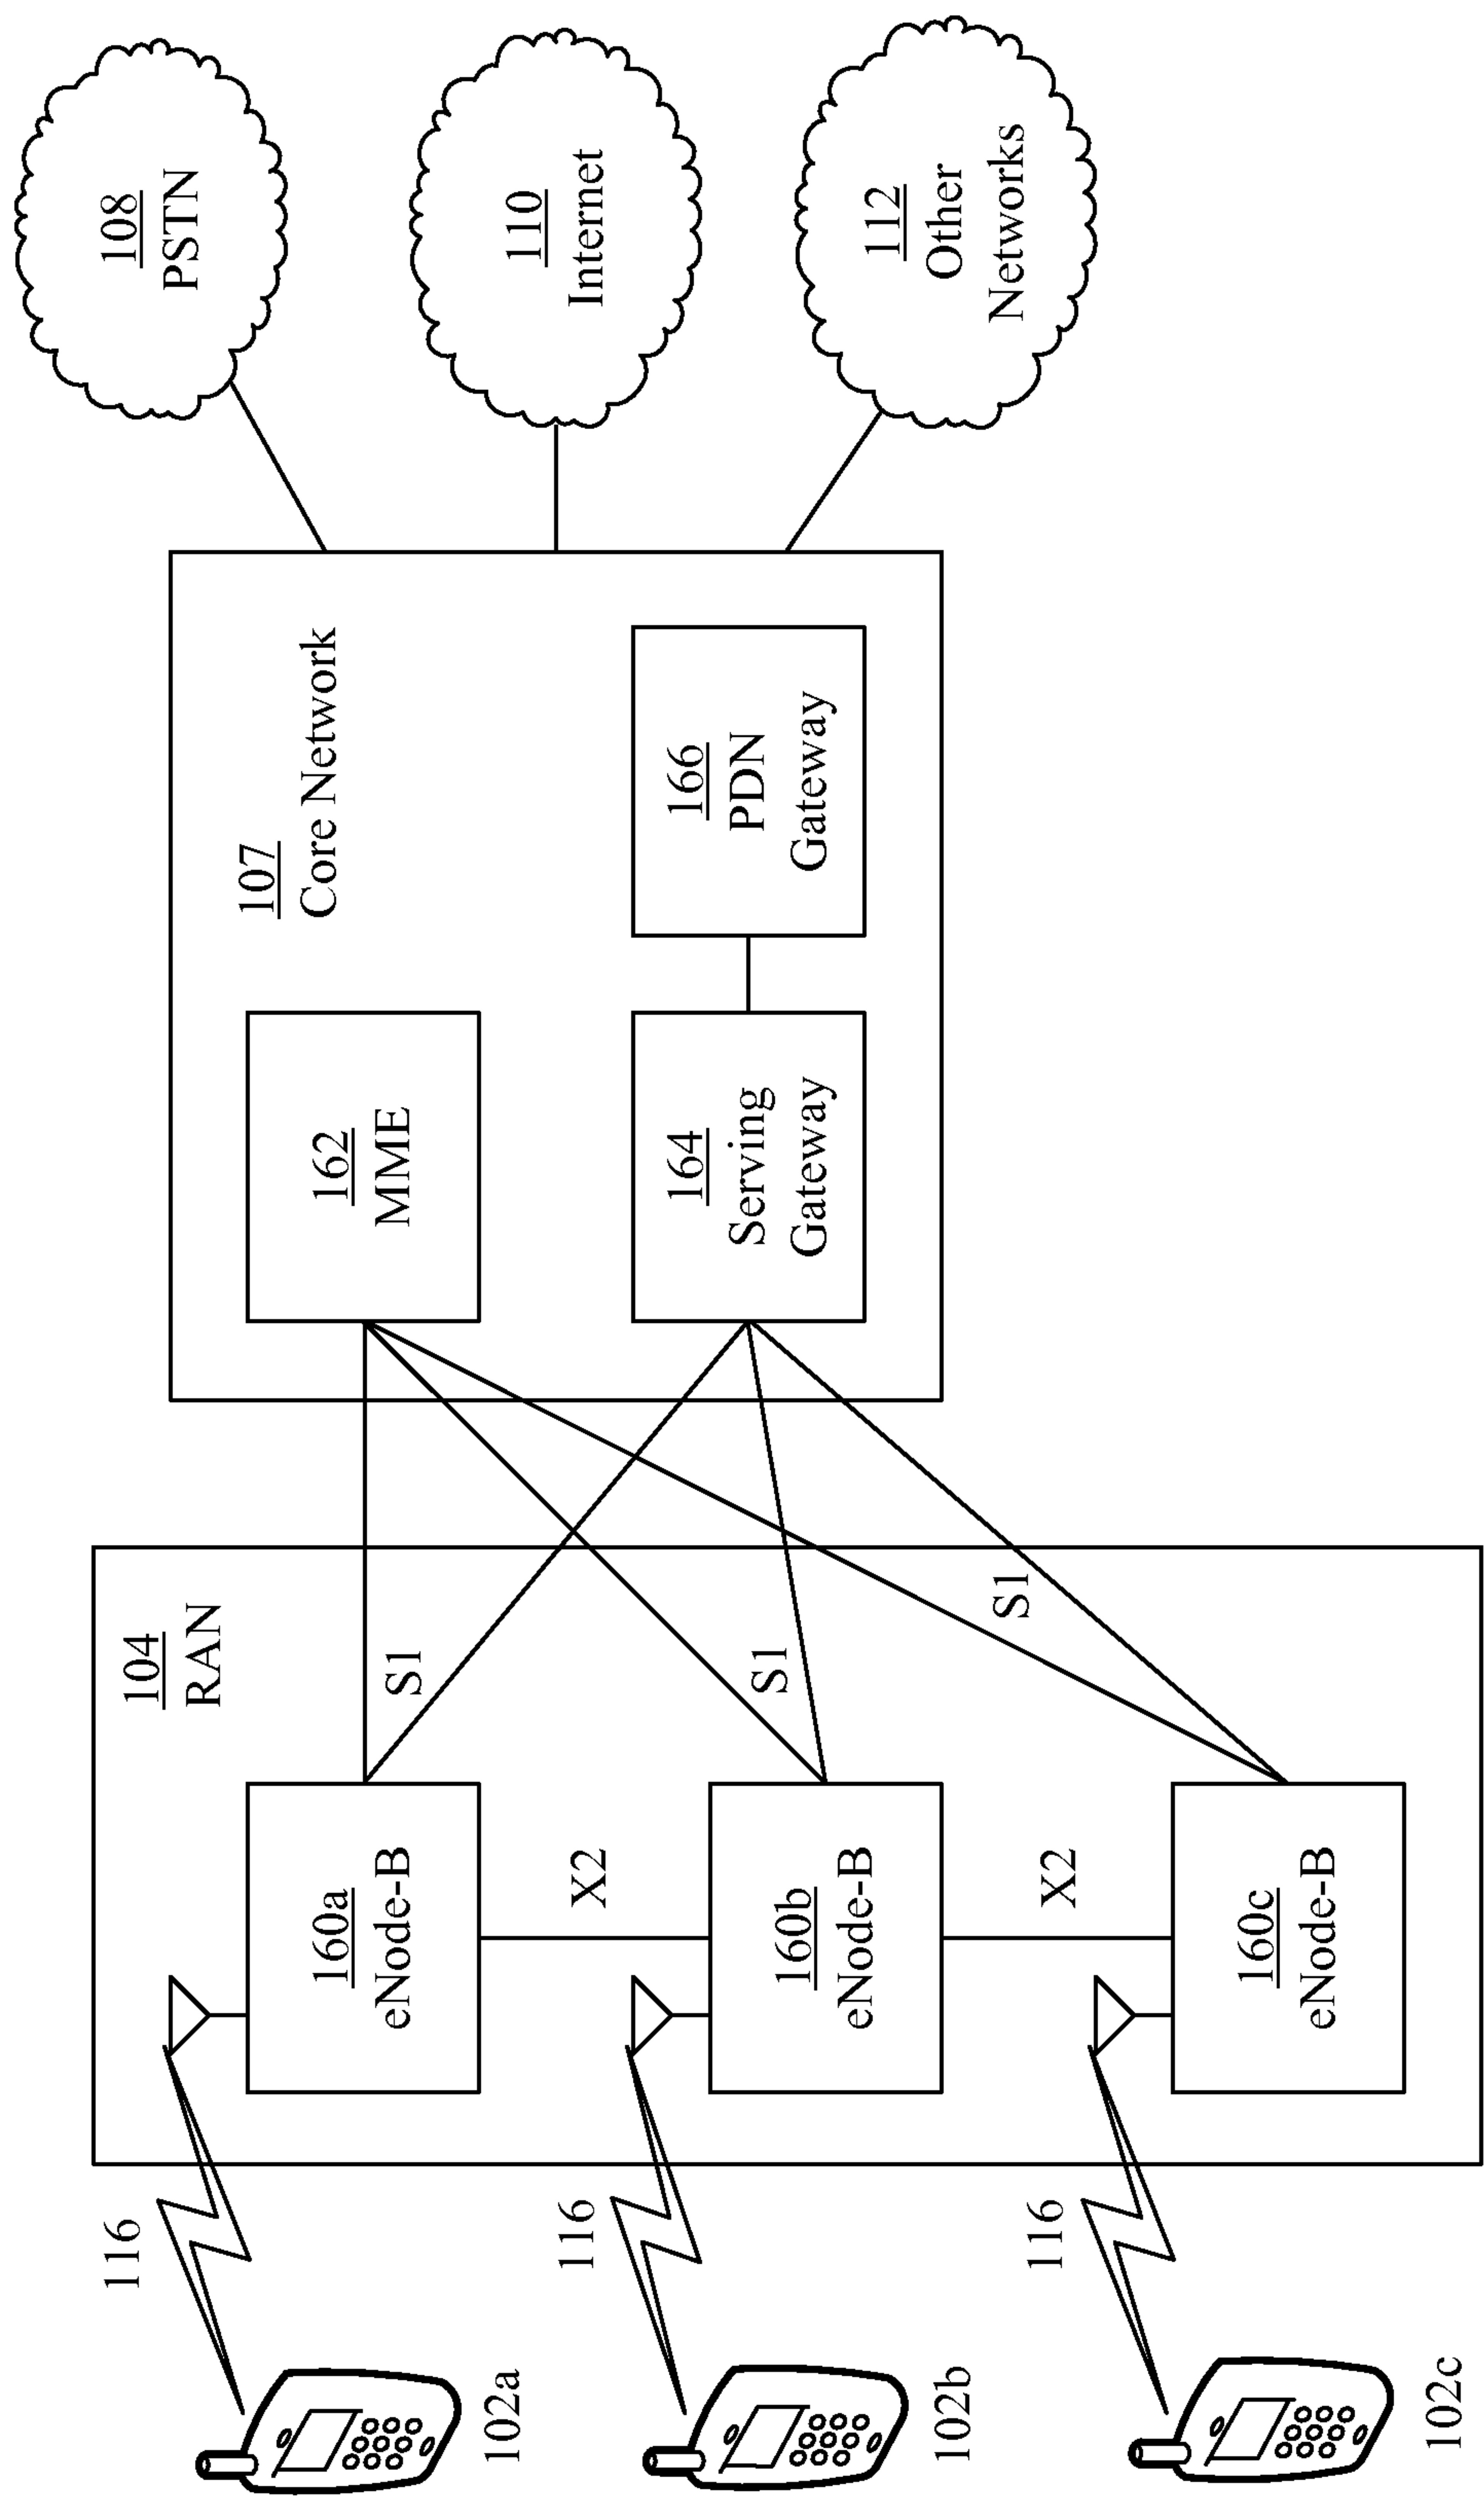 116
102a
116
102b
116
102c
104
RAN
160a
eNode-B
X2
160b
eNode-B
X2
160c
eNode-B
S1
S1
S1
107
Core Network
162
MME
164
Serving
Gateway
166
PDN
Gateway
108
PSTN
110
Internet
112
Other
Networks